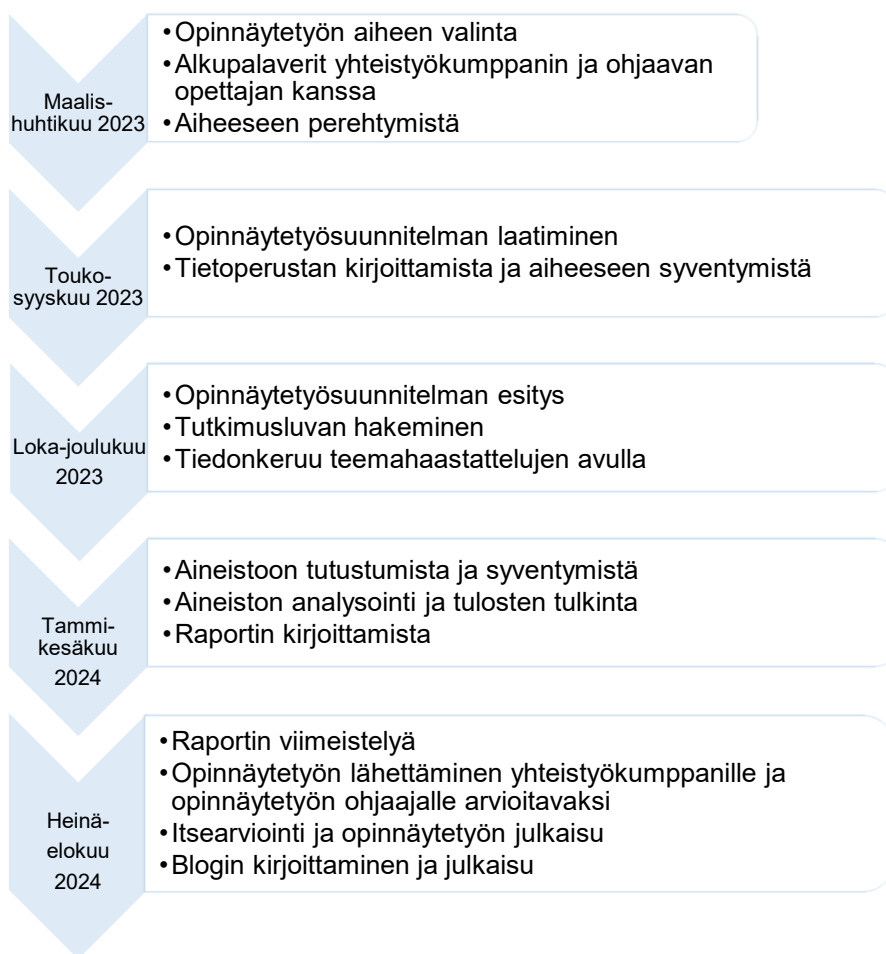 Maalis-
huhtikuu 2023
•Opinnäytetyön aiheen valinta
•Alkupalaverit yhteistyökumppanin ja ohjaavan
opettajan kanssa
•Aiheeseen perehtymistä
Touko-
syyskuu 2023
•Opinnäytetyösuunnitelman laatiminen
•Tietoperustan kirjoittamista ja aiheeseen syventymistä
Loka-joulukuu
2023
•Opinnäytetyösuunnitelman esitys
•Tutkimusluvan hakeminen
•Tiedonkeruu teemahaastattelujen avulla
Tammi-
kesäkuu
2024
•Aineistoon tutustumista ja syventymistä
•Aineiston analysointi ja tulosten tulkinta
•Raportin kirjoittamista
Heinä-
elokuu
2024
•Raportin viimeistelyä
•Opinnäytetyön lähettäminen yhteistyökumppanille ja
opinnäytetyön ohjaajalle arvioitavaksi
•Itsearviointi ja opinnäytetyön julkaisu
•Blogin kirjoittaminen ja julkaisu